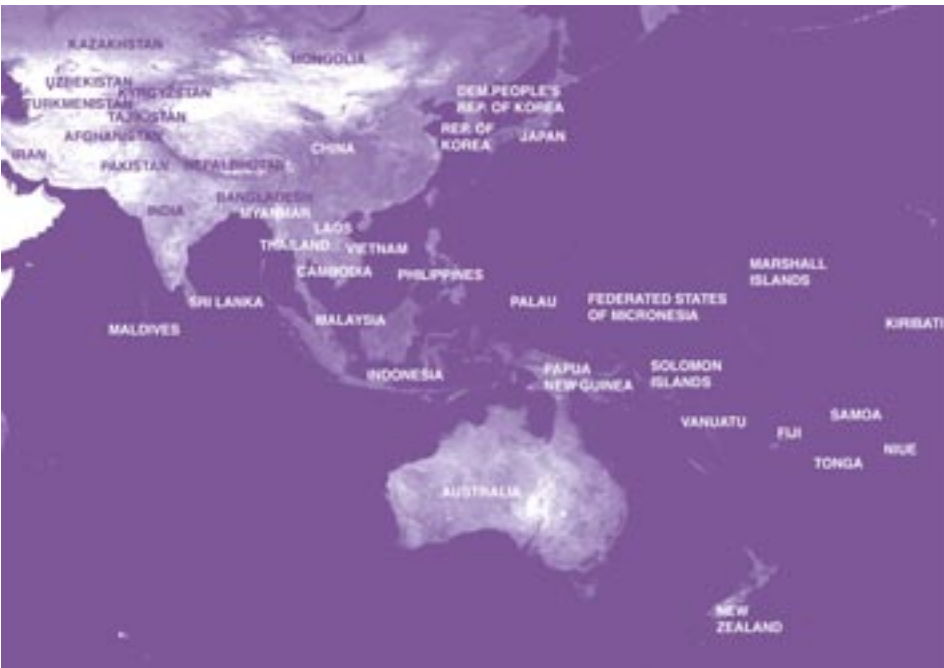 KAZAKHSTAN
MONGOLIA
UZBEKISTAN
KYRGYZSTAN
TURKMENISTAN
TAJIKISTAN
DEM.PEOPLE'S
REP. OF KOREA
AFGHANISTAN
REP. OF
KOREA
JAPAN
IRAN
CHINA
PAKISTAN
NEPAL
BHUTAN
BANGLADESH
INDIA
MYANMAR
LAOS
THAILAND
VIETNAM
CAMBODIA
PHILIPPINES
MARSHALL
ISLANDS
SRI LANKA
PALAU
FEDERATED STATES
OF MICRONESIA
MALDIVES
MALAYSIA
KIRIBATI
INDONESIA
PAPUA
NEW GUINEA
SOLOMON
ISLANDS
VANUATU
SAMOA
FIJI
NIUE
TONGA
AUSTRALIA
NEW
ZEALAND